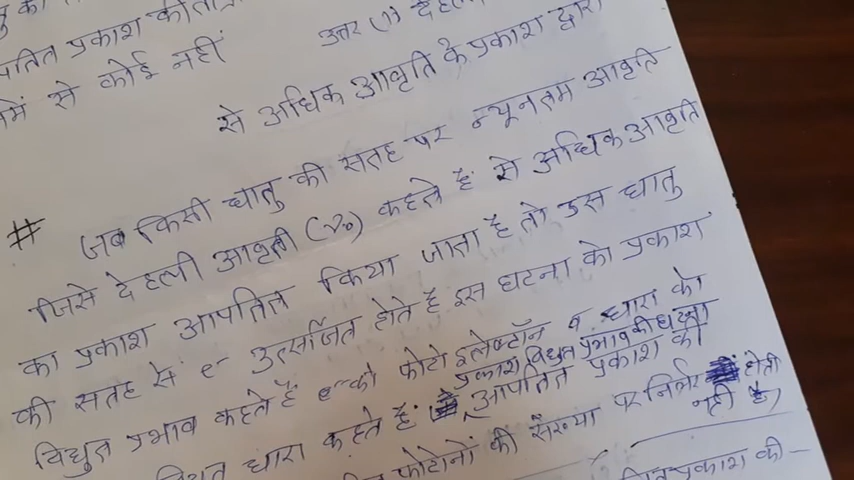 प्रकाश की
उत्तर (1) देहली
में से कोई नहीं
से अधिक आवृति के प्रकाश द्वारा
# जब किसी धातु की सतह पर न्यूनतम आवृति
जिसे देहली आवृती (ν₀) कहते हैं से अधिक आवृति
का प्रकाश आपतित किया जाता है तो उस धातु
की सतह से e⁻ उत्सर्जित होते हैं इस घटना को प्रकाश
विद्युत प्रभाव कहते हैं e⁻ को फोटो इलेक्ट्रॉन व धारा को
प्रकाश विद्युत प्रभाव की घटना
धारा कहते हैं। आपतित प्रकाश की
फोटोनों की संख्या पर निर्भर होती
नहीं है)
प्रकाश की –